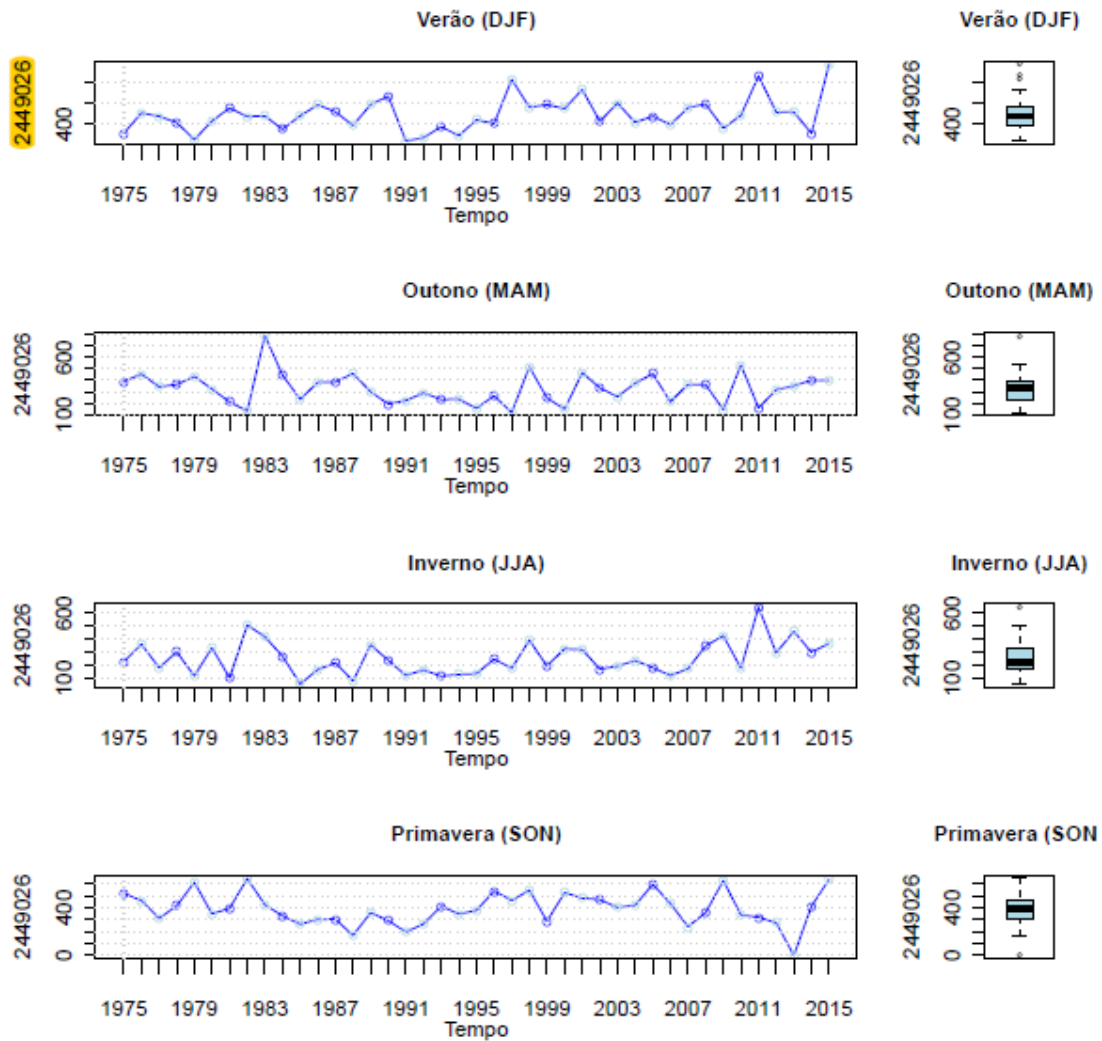 Verão (DJF)
Verão (DJF)
2449026
400
1975 1979 1983 1987 1991 1995 1999 2003 2007 2011 2015
Tempo
2449026
400
Outono (MAM)
Outono (MAM)
2449026
100 600
1975 1979 1983 1987 1991 1995 1999 2003 2007 2011 2015
Tempo
2449026
100 600
Inverno (JJA)
Inverno (JJA)
2449026
100 600
1975 1979 1983 1987 1991 1995 1999 2003 2007 2011 2015
Tempo
2449026
100 600
Primavera (SON)
Primavera (SON
2449026
0 400
1975 1979 1983 1987 1991 1995 1999 2003 2007 2011 2015
Tempo
2449026
0 400